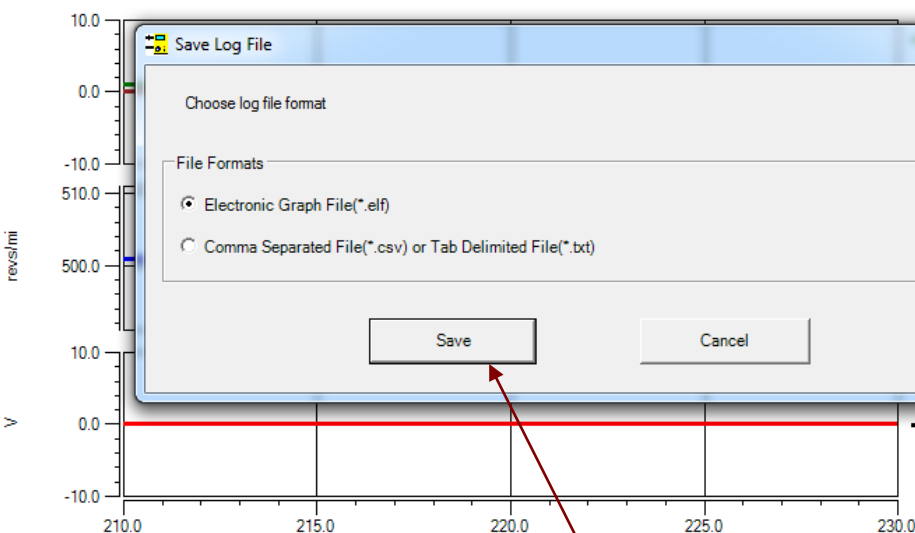 10.0
Save Log File
0.0
Choose log file format
-10.0
File Formats
510.0
Electronic Graph File(*.elf)
revs/mi
Comma Separated File(*.csv) or Tab Delimited File(*.txt)
500.0
Save
Cancel
10.0
V
0.0
-10.0
210.0 215.0 220.0 225.0 230.0